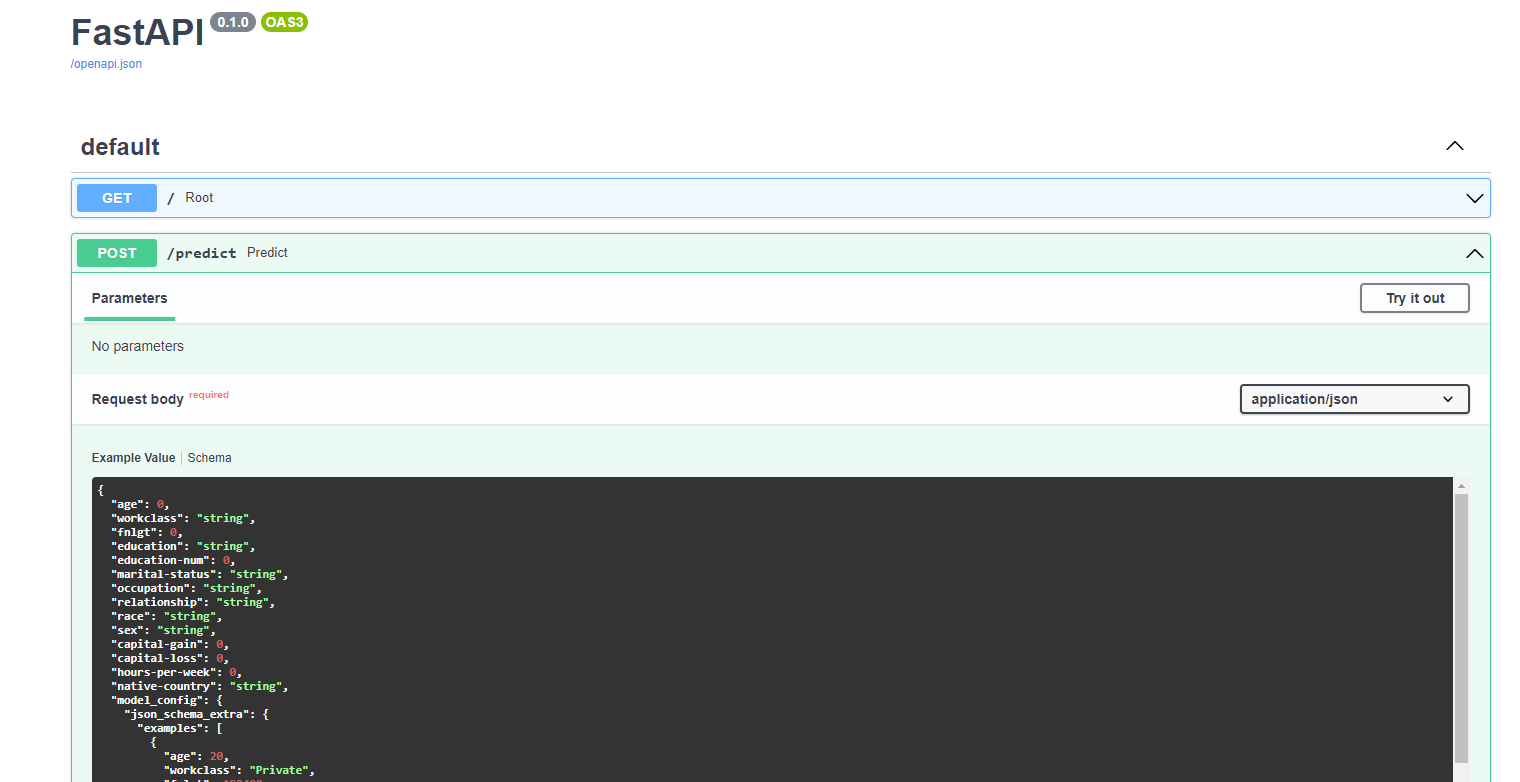 FastAPI 0.1.0 OAS3
/openapi.json
default
GET / Root
POST /predict Predict
Parameters Try it out
No parameters
Request body required application/json
Example Value Schema
{
"age": 0,
"workclass": "string",
"fnlgt": 0,
"education": "string",
"education-num": 0,
"marital-status": "string",
"occupation": "string",
"relationship": "string",
"race": "string",
"sex": "string",
"capital-gain": 0,
"capital-loss": 0,
"hours-per-week": 0,
"native-country": "string",
"model_config": {
"json_schema_extra": {
"examples": [
{
"age": 20,
"workclass": "Private",